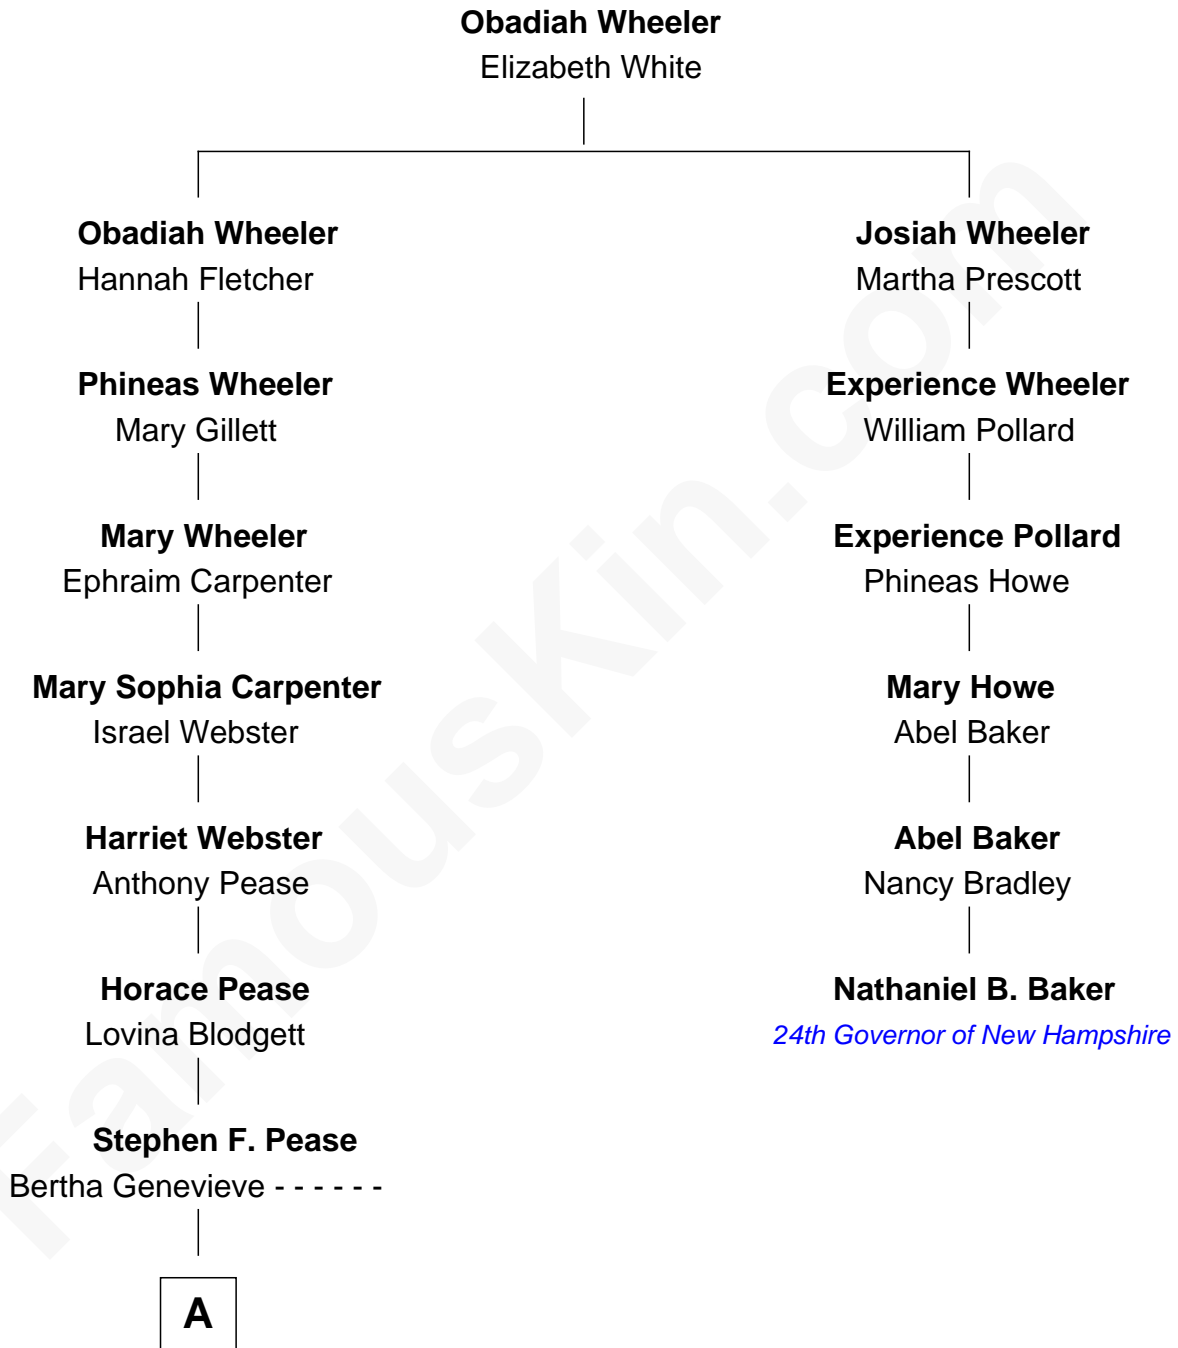 Obadiah Wheeler
Elizabeth White
Obadiah Wheeler
Hannah Fletcher
Josiah Wheeler
Martha Prescott
Phineas Wheeler
Mary Gillett
Experience Wheeler
William Pollard
Mary Wheeler
Ephraim Carpenter
Experience Pollard
Phineas Howe
Mary Sophia Carpenter
Israel Webster
Mary Howe
Abel Baker
Harriet Webster
Anthony Pease
Abel Baker
Nancy Bradley
Horace Pease
Lovina Blodgett
Nathaniel B. Baker
24th Governor of New Hampshire
Stephen F. Pease
Bertha Genevieve - - - - - -
A
FamousKin.com